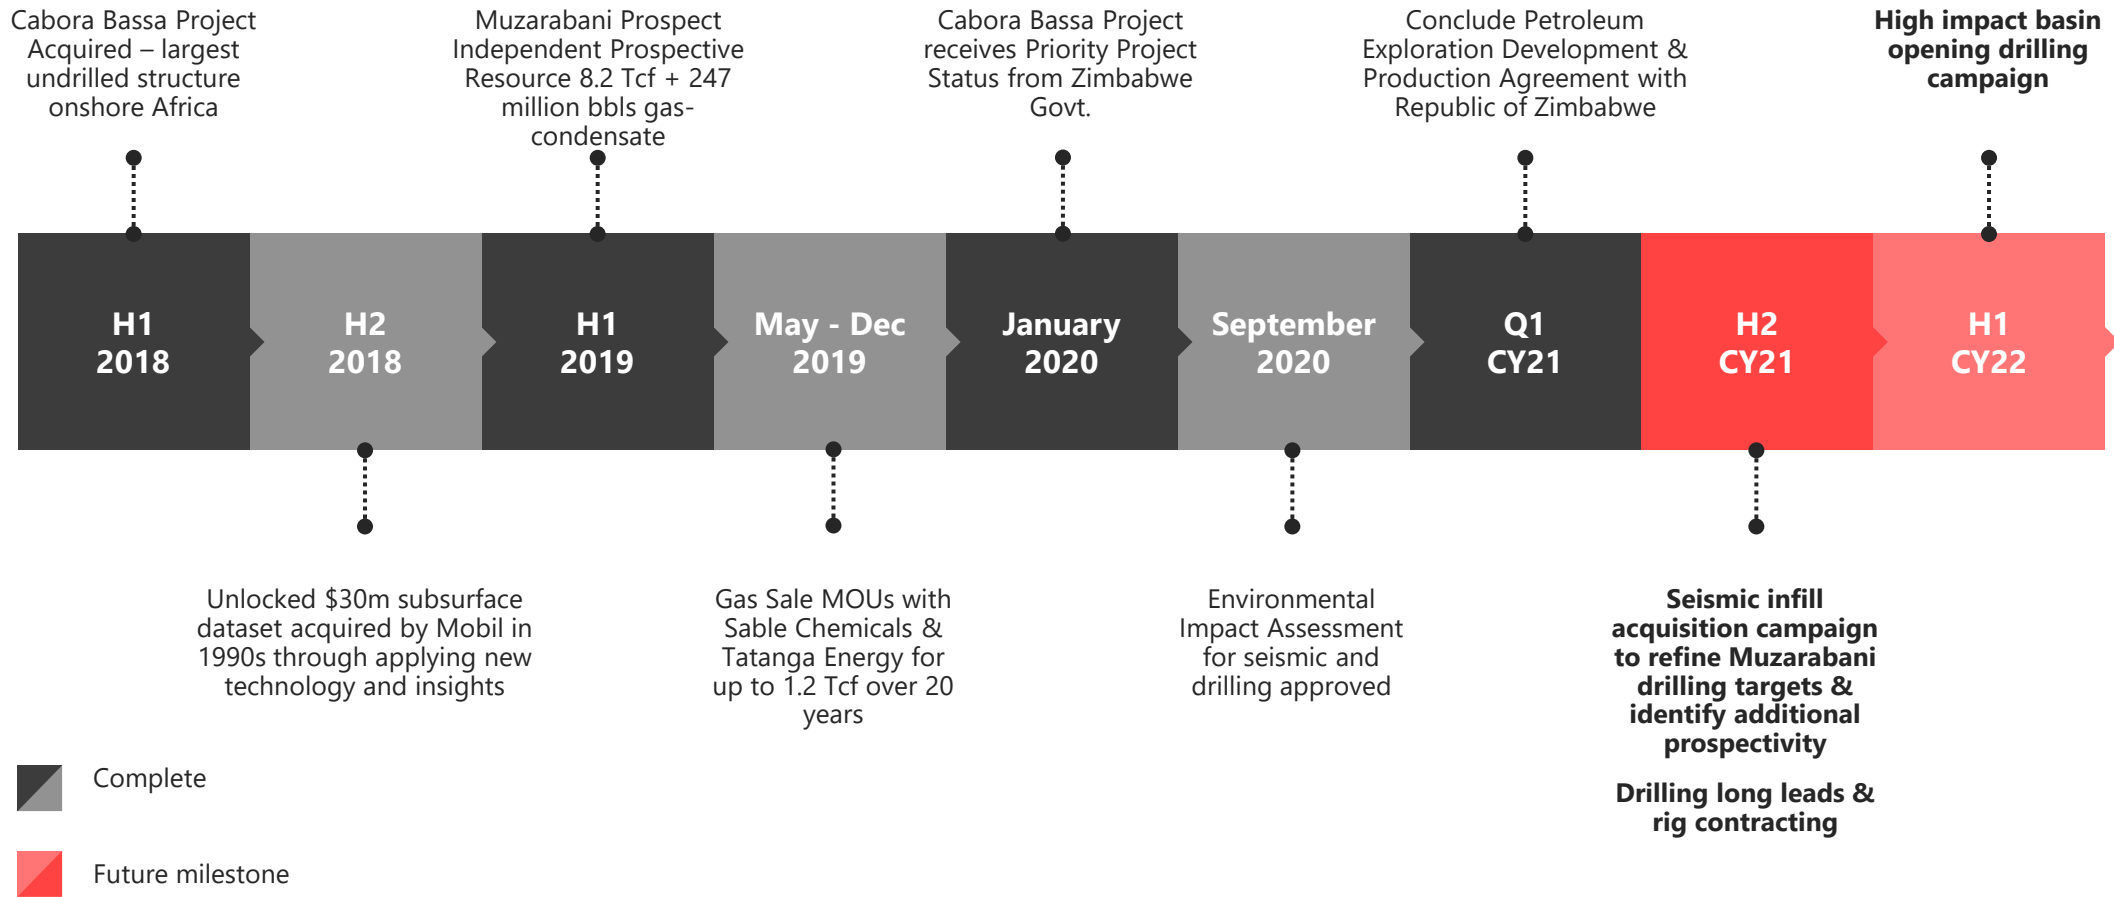 Cabora Bassa Project
Acquired – largest
undrilled structure
onshore Africa
Muzarabani Prospect
Independent Prospective
Resource 8.2 Tcf + 247
million bbls gas-
condensate
Cabora Bassa Project
receives Priority Project
Status from Zimbabwe
Govt.
Conclude Petroleum
Exploration Development &
Production Agreement with
Republic of Zimbabwe
High impact basin
opening drilling
campaign
H1
2018
H2
2018
H1
2019
May - Dec
2019
January
2020
September
2020
Q1
CY21
H2
CY21
H1
CY22
Unlocked $30m subsurface
dataset acquired by Mobil in
1990s through applying new
technology and insights
Gas Sale MOUs with
Sable Chemicals &
Tatanga Energy for
up to 1.2 Tcf over 20
years
Environmental
Impact Assessment
for seismic and
drilling approved
Seismic infill
acquisition campaign
to refine Muzarabani
drilling targets &
identify additional
prospectivity
Drilling long leads &
rig contracting
Complete
Future milestone